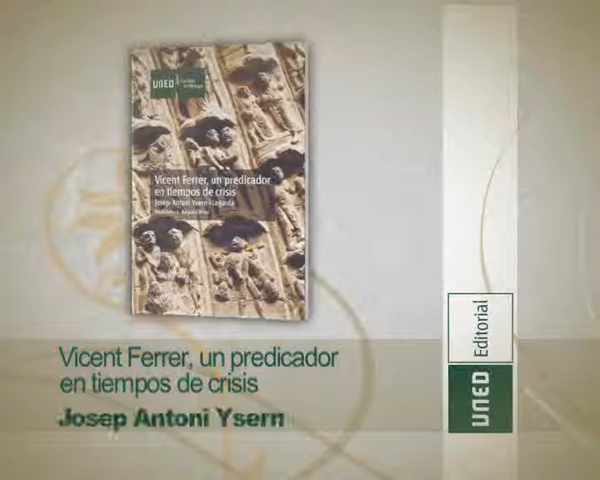 UNED
Vicent Ferrer, un predicador
en tiempos de crisis
Josep Antoni Ysern
Vicent Ferrer, un predicador
en tiempos de crisis
Josep Antoni Ysern
UNED Editorial